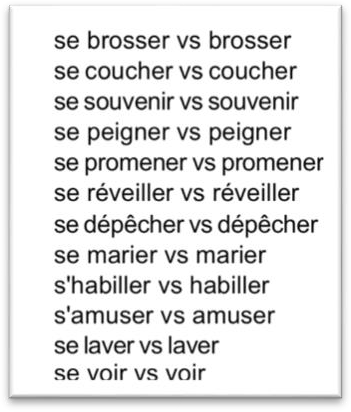 se brosser vs brosser
se coucher vs coucher
se souvenir vs souvenir
se peigner vs peigner
se promener vs promener
se réveiller vs réveiller
se dépêcher vs dépêcher
se marier vs marier
s'habiller vs habiller
s'amuser vs amuser
se laver vs laver
se voir vs voir